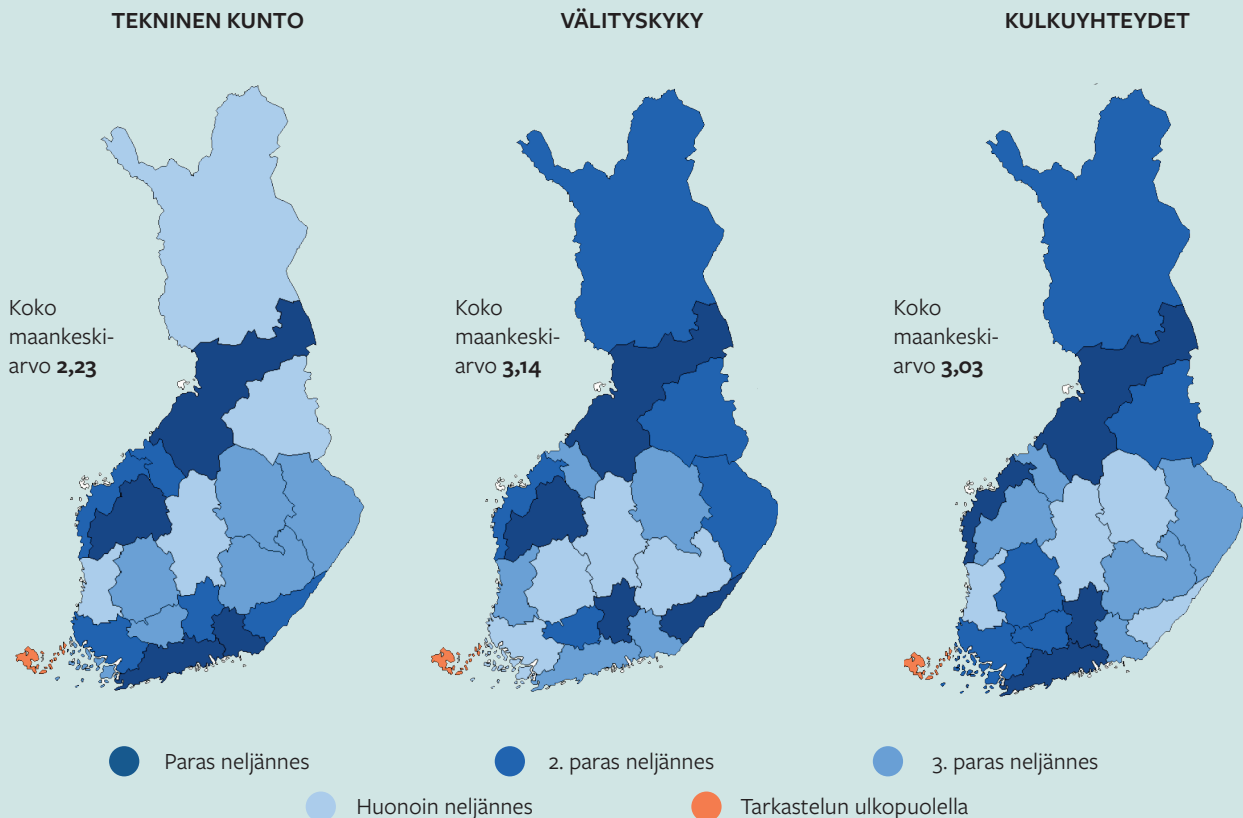 TEKNINEN KUNTO
VÄLITYSKYKY
KULKUYHTEYDET
Koko
maankeski-
arvo 2,23
Koko
maankeski-
arvo 3,14
Koko
maankeski-
arvo 3,03
Paras neljännes
2. paras neljännes
3. paras neljännes
Huonoin neljännes
Tarkastelun ulkopuolella